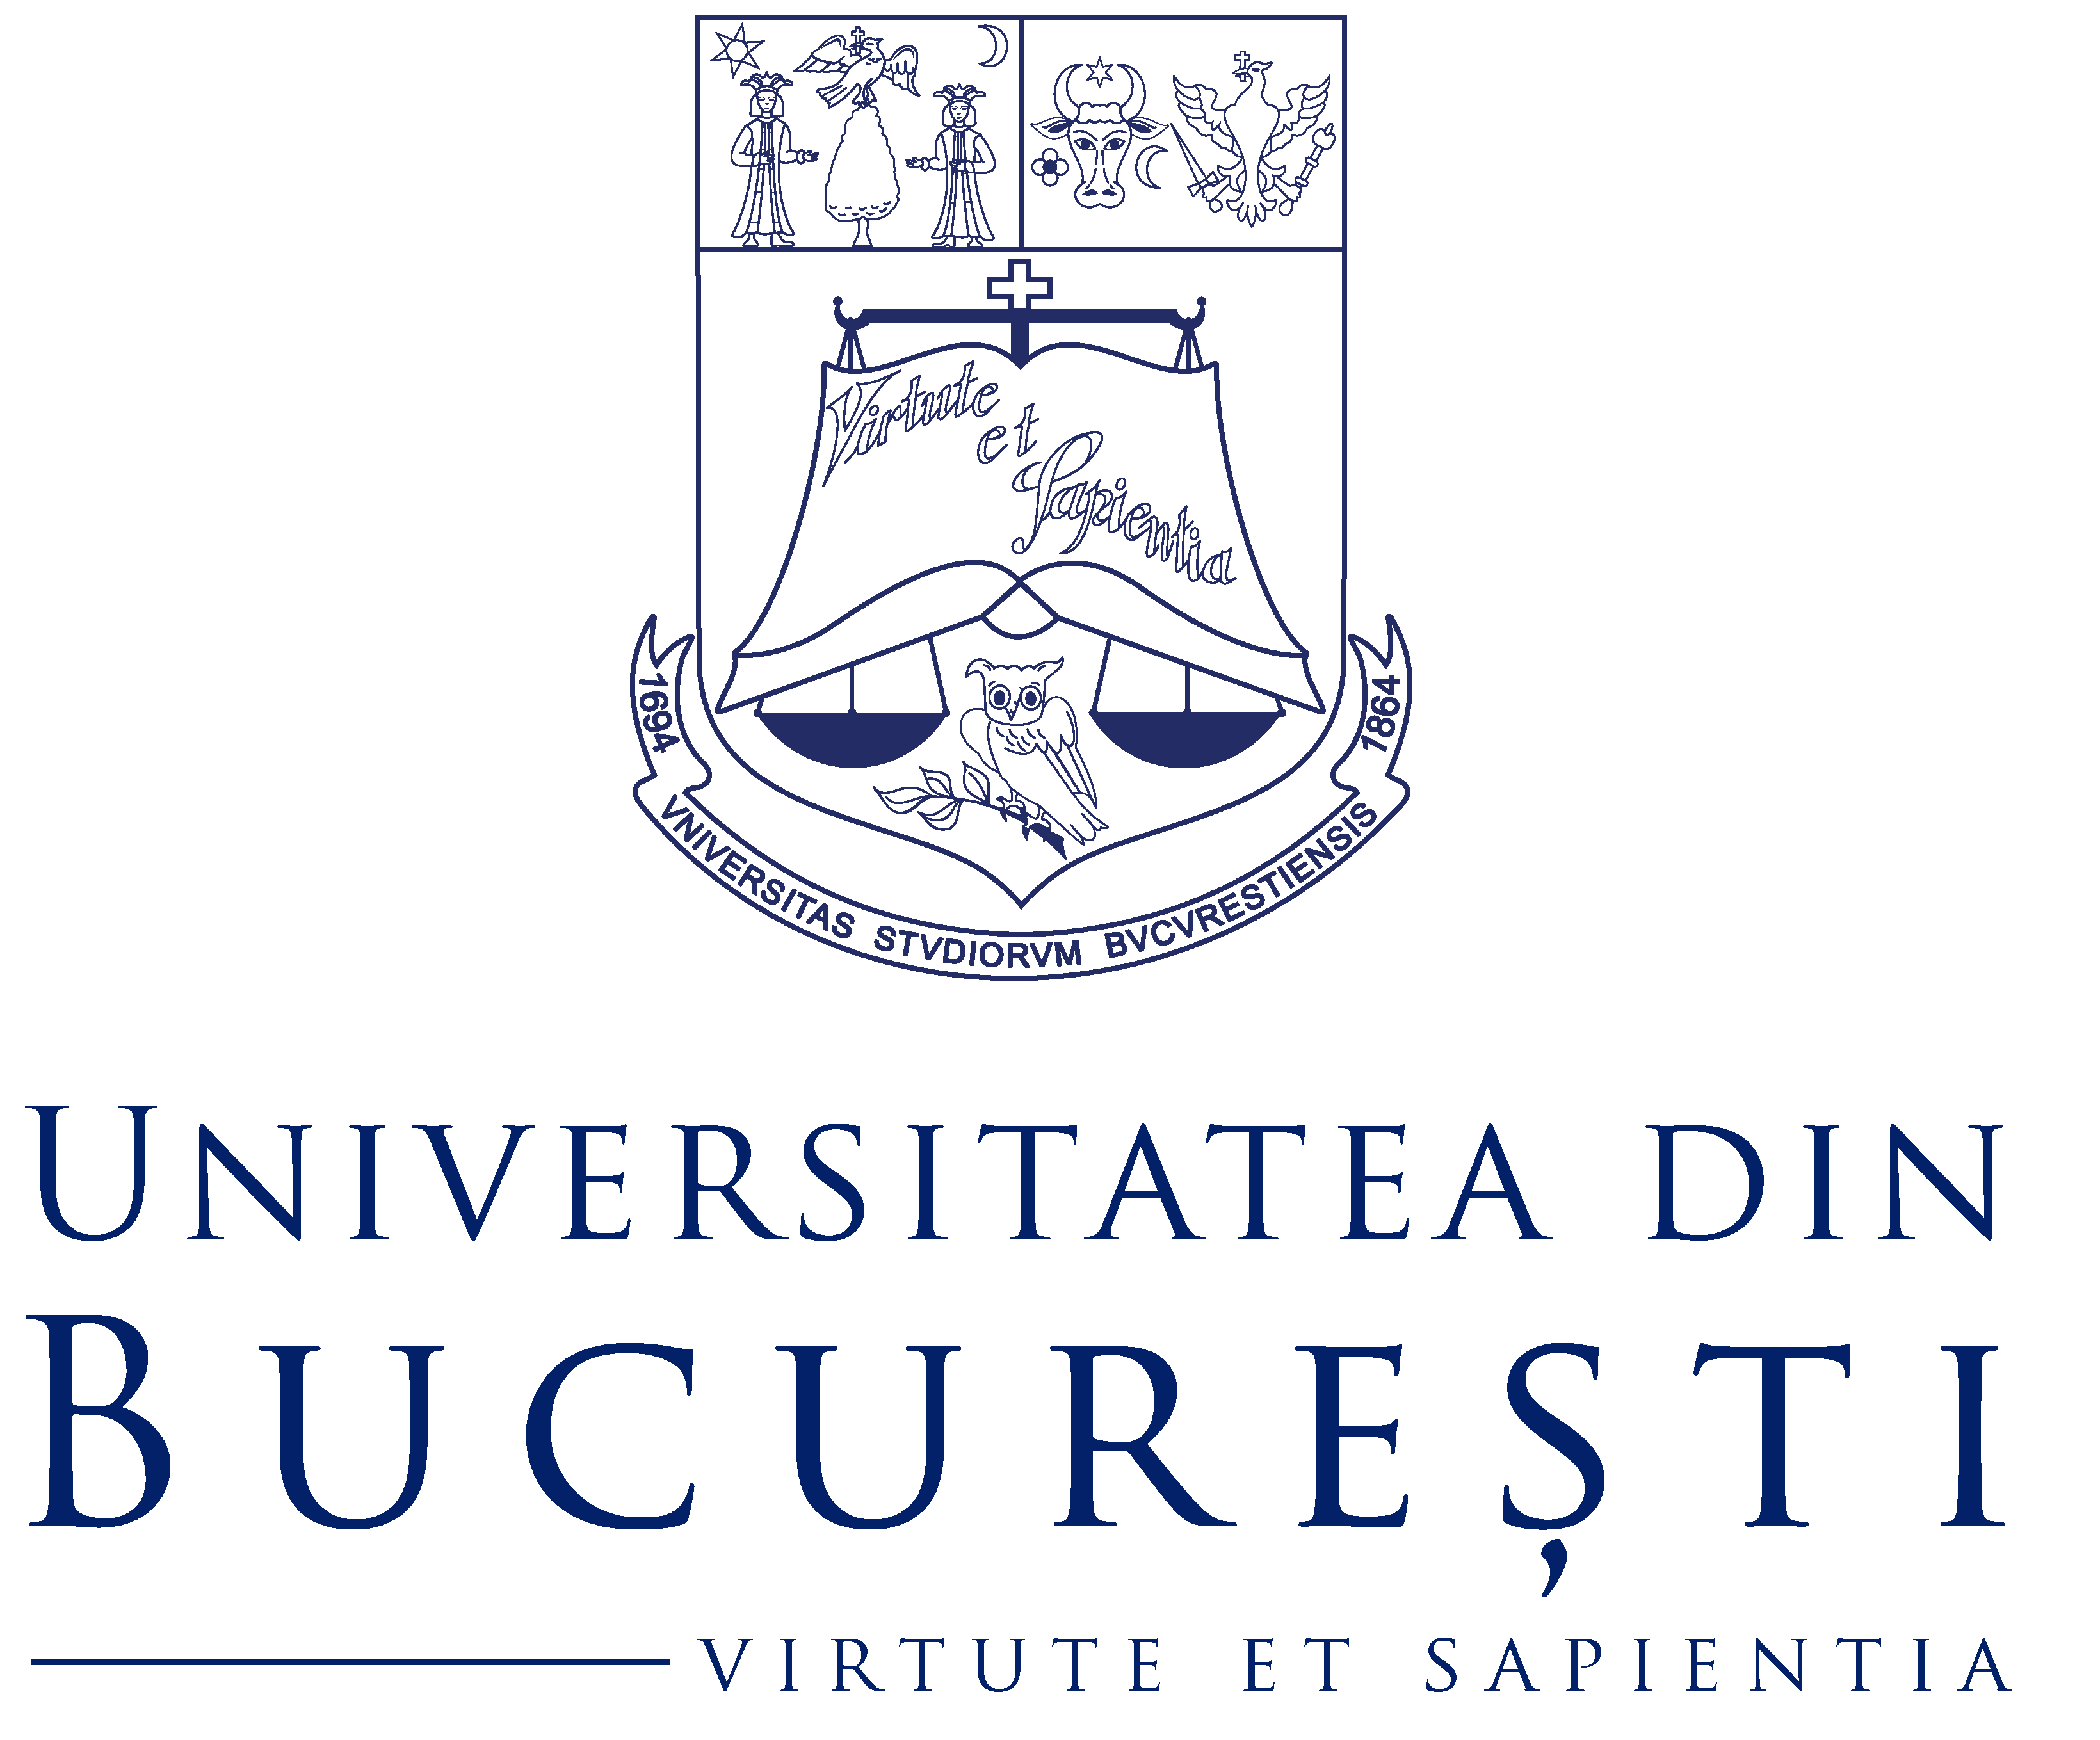 Virtute
et
Sapientia
1694
1864
VNIVERSITAS STVDIORVM BVCVRESTIENSIS
UNIVERSITATEA DIN
BUCUREȘTI
VIRTUTE ET SAPIENTIA